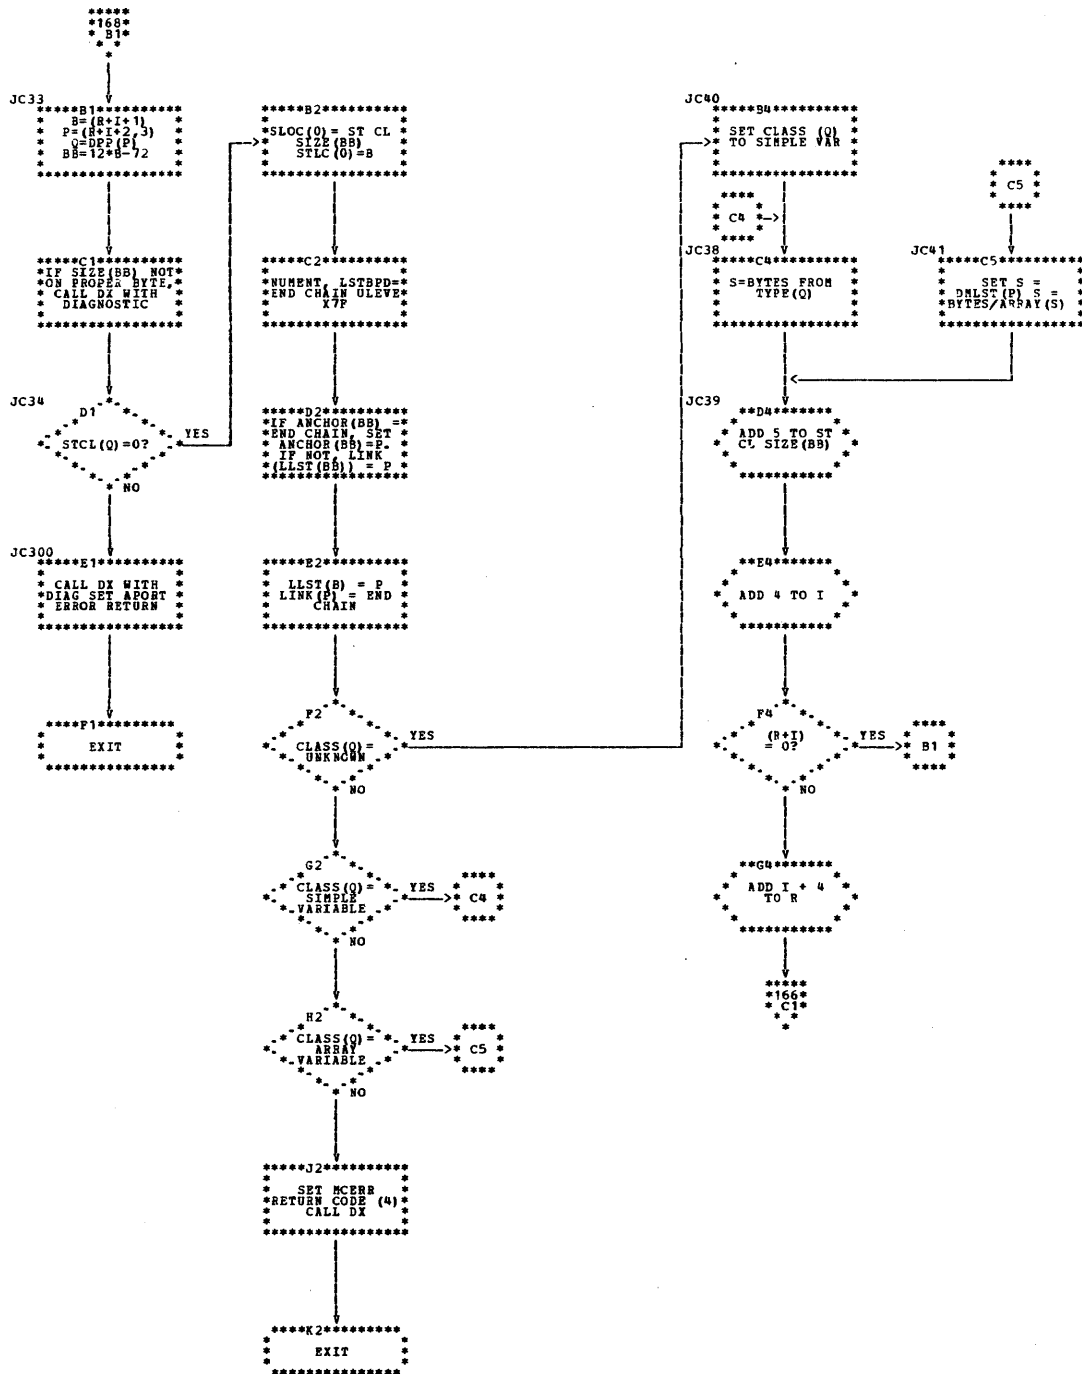 168
B1
JC33
B1
B=(R+I+1)
P=(R+I+2,3)
Q=DPP(P)
BB=12*B-72
C1
IF SIZE(BB) NOT
ON PROPER BYTE,
CALL DX WITH
DIAGNOSTIC
JC34
D1
STCL(Q)=0?
YES
NO
JC300
E1
CALL DX WITH
DIAG SET APORT
ERROR RETURN
F1
EXIT
B2
SLOC(0)= ST CL
SIZE(BB)
STLC(0)=B
C2
NUMENT, LSTBPD=
END CHAIN ULEVE
X7F
D2
IF ANCHOR(BB) =
END CHAIN, SET
ANCHOR(BB)=P.
IF NOT, LINK
(LLST(BB)) = P
E2
LLST(B) = P
LINK(P) = END
CHAIN
F2
CLASS(Q)=
UNKNOWN
YES
NO
G2
CLASS(Q)=
SIMPLE
VARIABLE
YES
C4
NO
H2
CLASS(Q)=
ARRAY
VARIABLE
YES
C5
NO
J2
SET MCERR
RETURN CODE (4)
CALL DX
K2
EXIT
JC40
B4
SET CLASS (Q)
TO SIMPLE VAR
C4
JC38
C4
S=BYTES FROM
TYPE(Q)
C5
JC41
C5
SET S =
DMLST(P) S =
BYTES/ARRAY(S)
JC39
D4
ADD 5 TO ST
CL SIZE(BB)
E4
ADD 4 TO I
F4
(R+I)
= 0?
YES
B1
NO
G4
ADD I + 4
TO R
166
C1